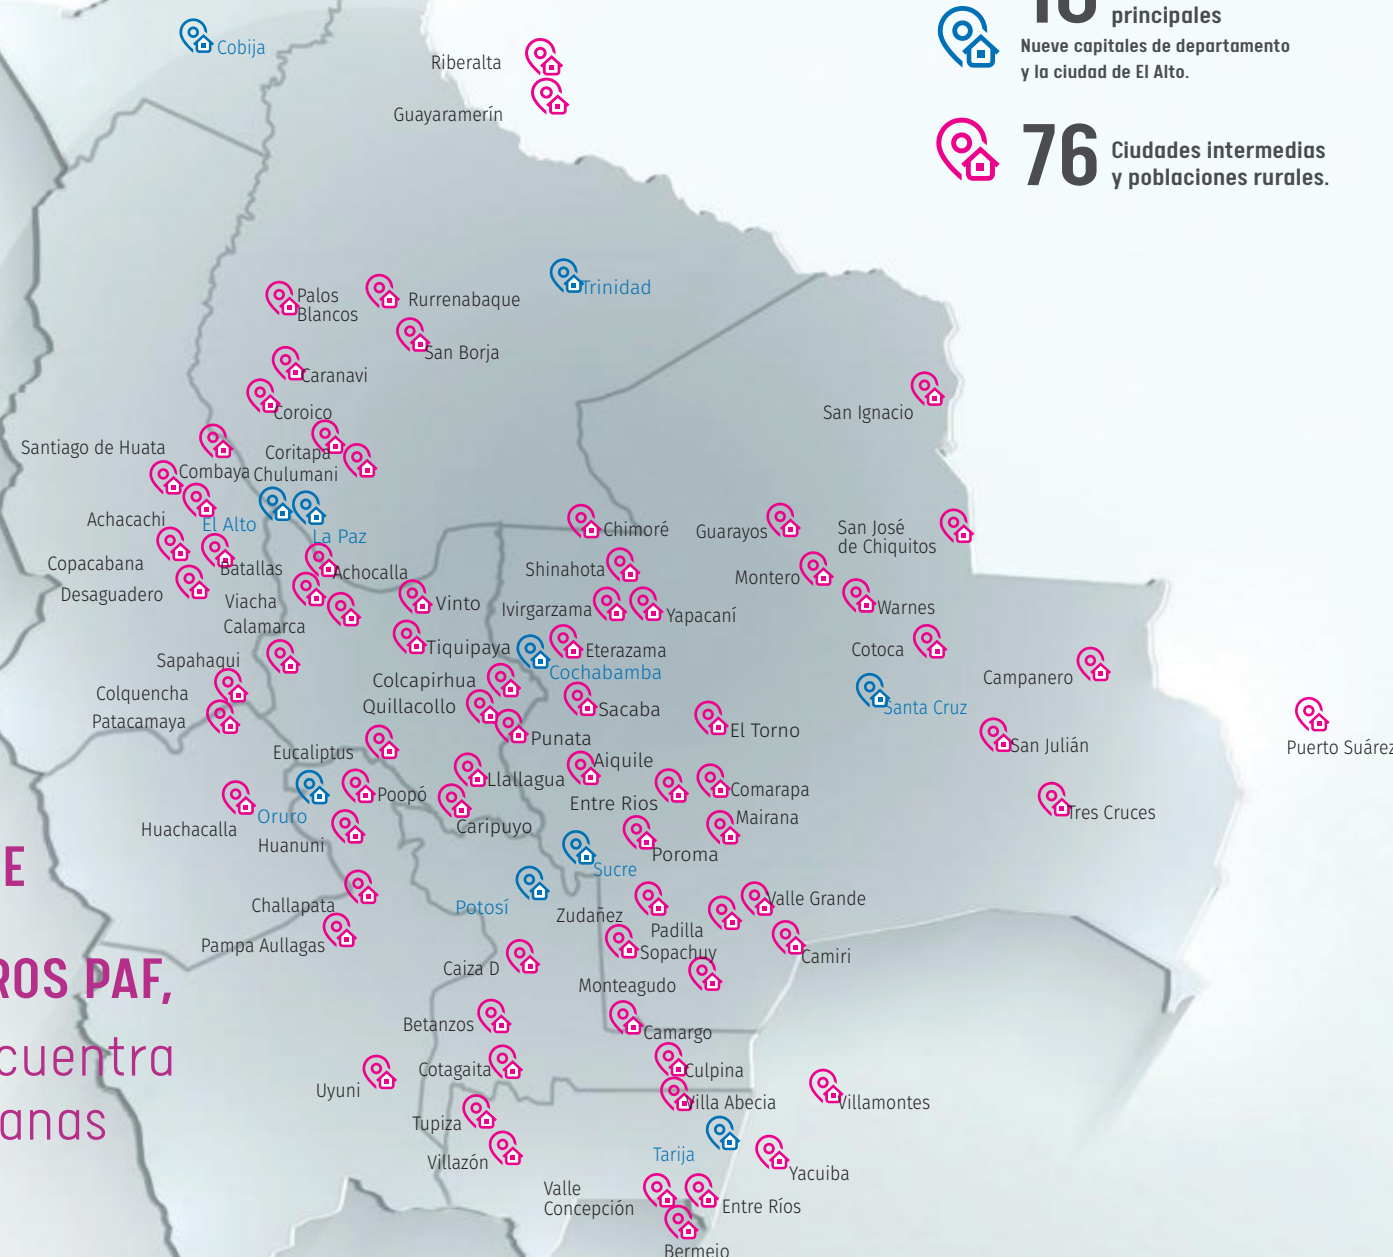 10 principales
Nueve capitales de departamento
y la ciudad de El Alto.
76 Ciudades intermedias
y poblaciones rurales.
Cobija
Riberalta
Guayaramerín
Trinidad
Palos
Blancos
Rurrenabaque
San Borja
Caranavi
Coroico
San Ignacio
Santiago de Huata
Coritapa
Combaya
Chulumani
Achacachi
El Alto
La Paz
Chimoré
Guarayos
San José
de Chiquitos
Copacabana
Batallas
Achocalla
Shinahota
Montero
Desaguadero
Viacha
Vinto
Ivirgarzama
Yapacaní
Warnes
Calamarca
Tiquipaya
Eterazama
Cotoca
Sapahaqui
Cochabamba
Colcapirhua
Campanero
Colquencha
Quillacollo
Sacaba
Santa Cruz
Patacamaya
Punata
El Torno
San Julián
Puerto Suárez
Eucaliptus
Aiquile
Llallagua
Poopó
Entre Rios
Comarapa
Oruro
Tres Cruces
Huachacalla
Caripuyo
Mairana
Huanuni
Poroma
Sucre
E
Challapata
Potosí
Zudañez
Valle Grande
Padilla
Pampa Aullagas
Sopachuy
Camiri
Caiza D
ROS PAF,
Monteagudo
Betanzos
Camargo
cuentra
Cotagaita
Culpina
Uyuni
Villa Abecia
Villamontes
anas
Tupiza
Tarija
Villazón
Yacuiba
Valle
Concepción
Entre Ríos
Bermejo